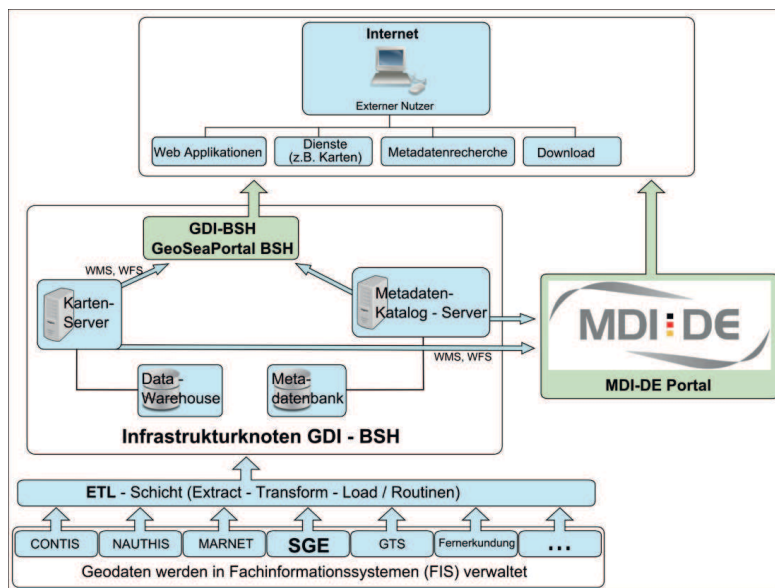 Internet
Externer Nutzer
Web Applikationen
Dienste
(z.B. Karten)
Metadatenrecherche
Download
GDI-BSH
GeoSeaPortal BSH
WMS, WFS
Karten-
Server
Metadaten-
Katalog - Server
MDI:DE
WMS, WFS
MDI-DE Portal
Data -
Warehouse
Meta-
datenbank
Infrastrukturknoten GDI - BSH
ETL - Schicht (Extract - Transform - Load / Routinen)
CONTIS
NAUTHIS
MARNET
SGE
GTS
Fernerkundung
...
Geodaten werden in Fachinformationssystemen (FIS) verwaltet